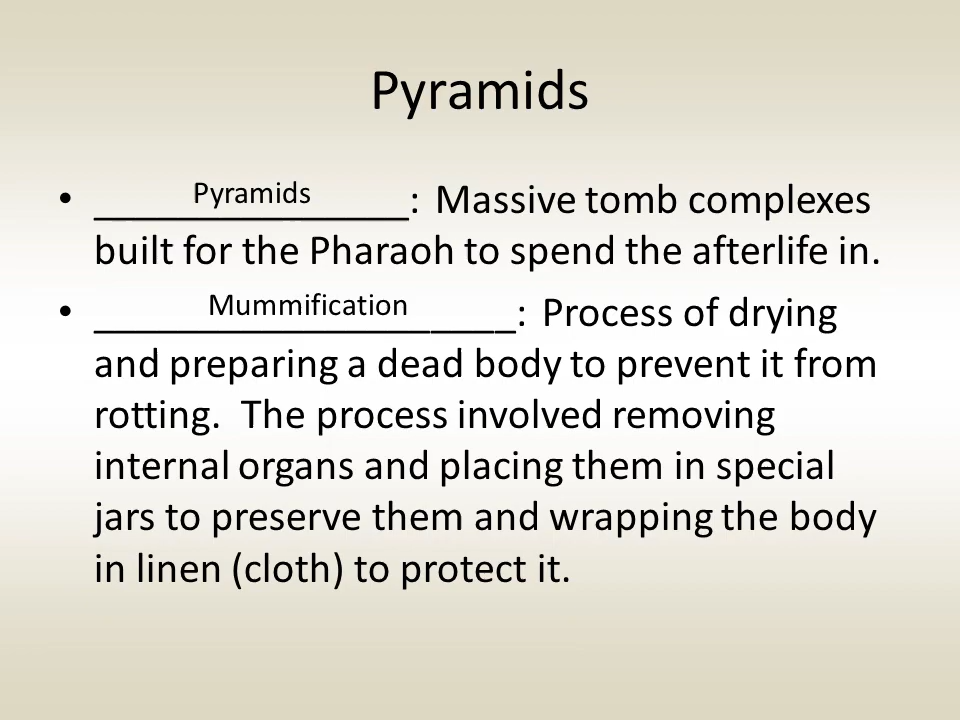 Pyramids
• Pyramids: Massive tomb complexes
built for the Pharaoh to spend the afterlife in.
• Mummification: Process of drying
and preparing a dead body to prevent it from
rotting. The process involved removing
internal organs and placing them in special
jars to preserve them and wrapping the body
in linen (cloth) to protect it.